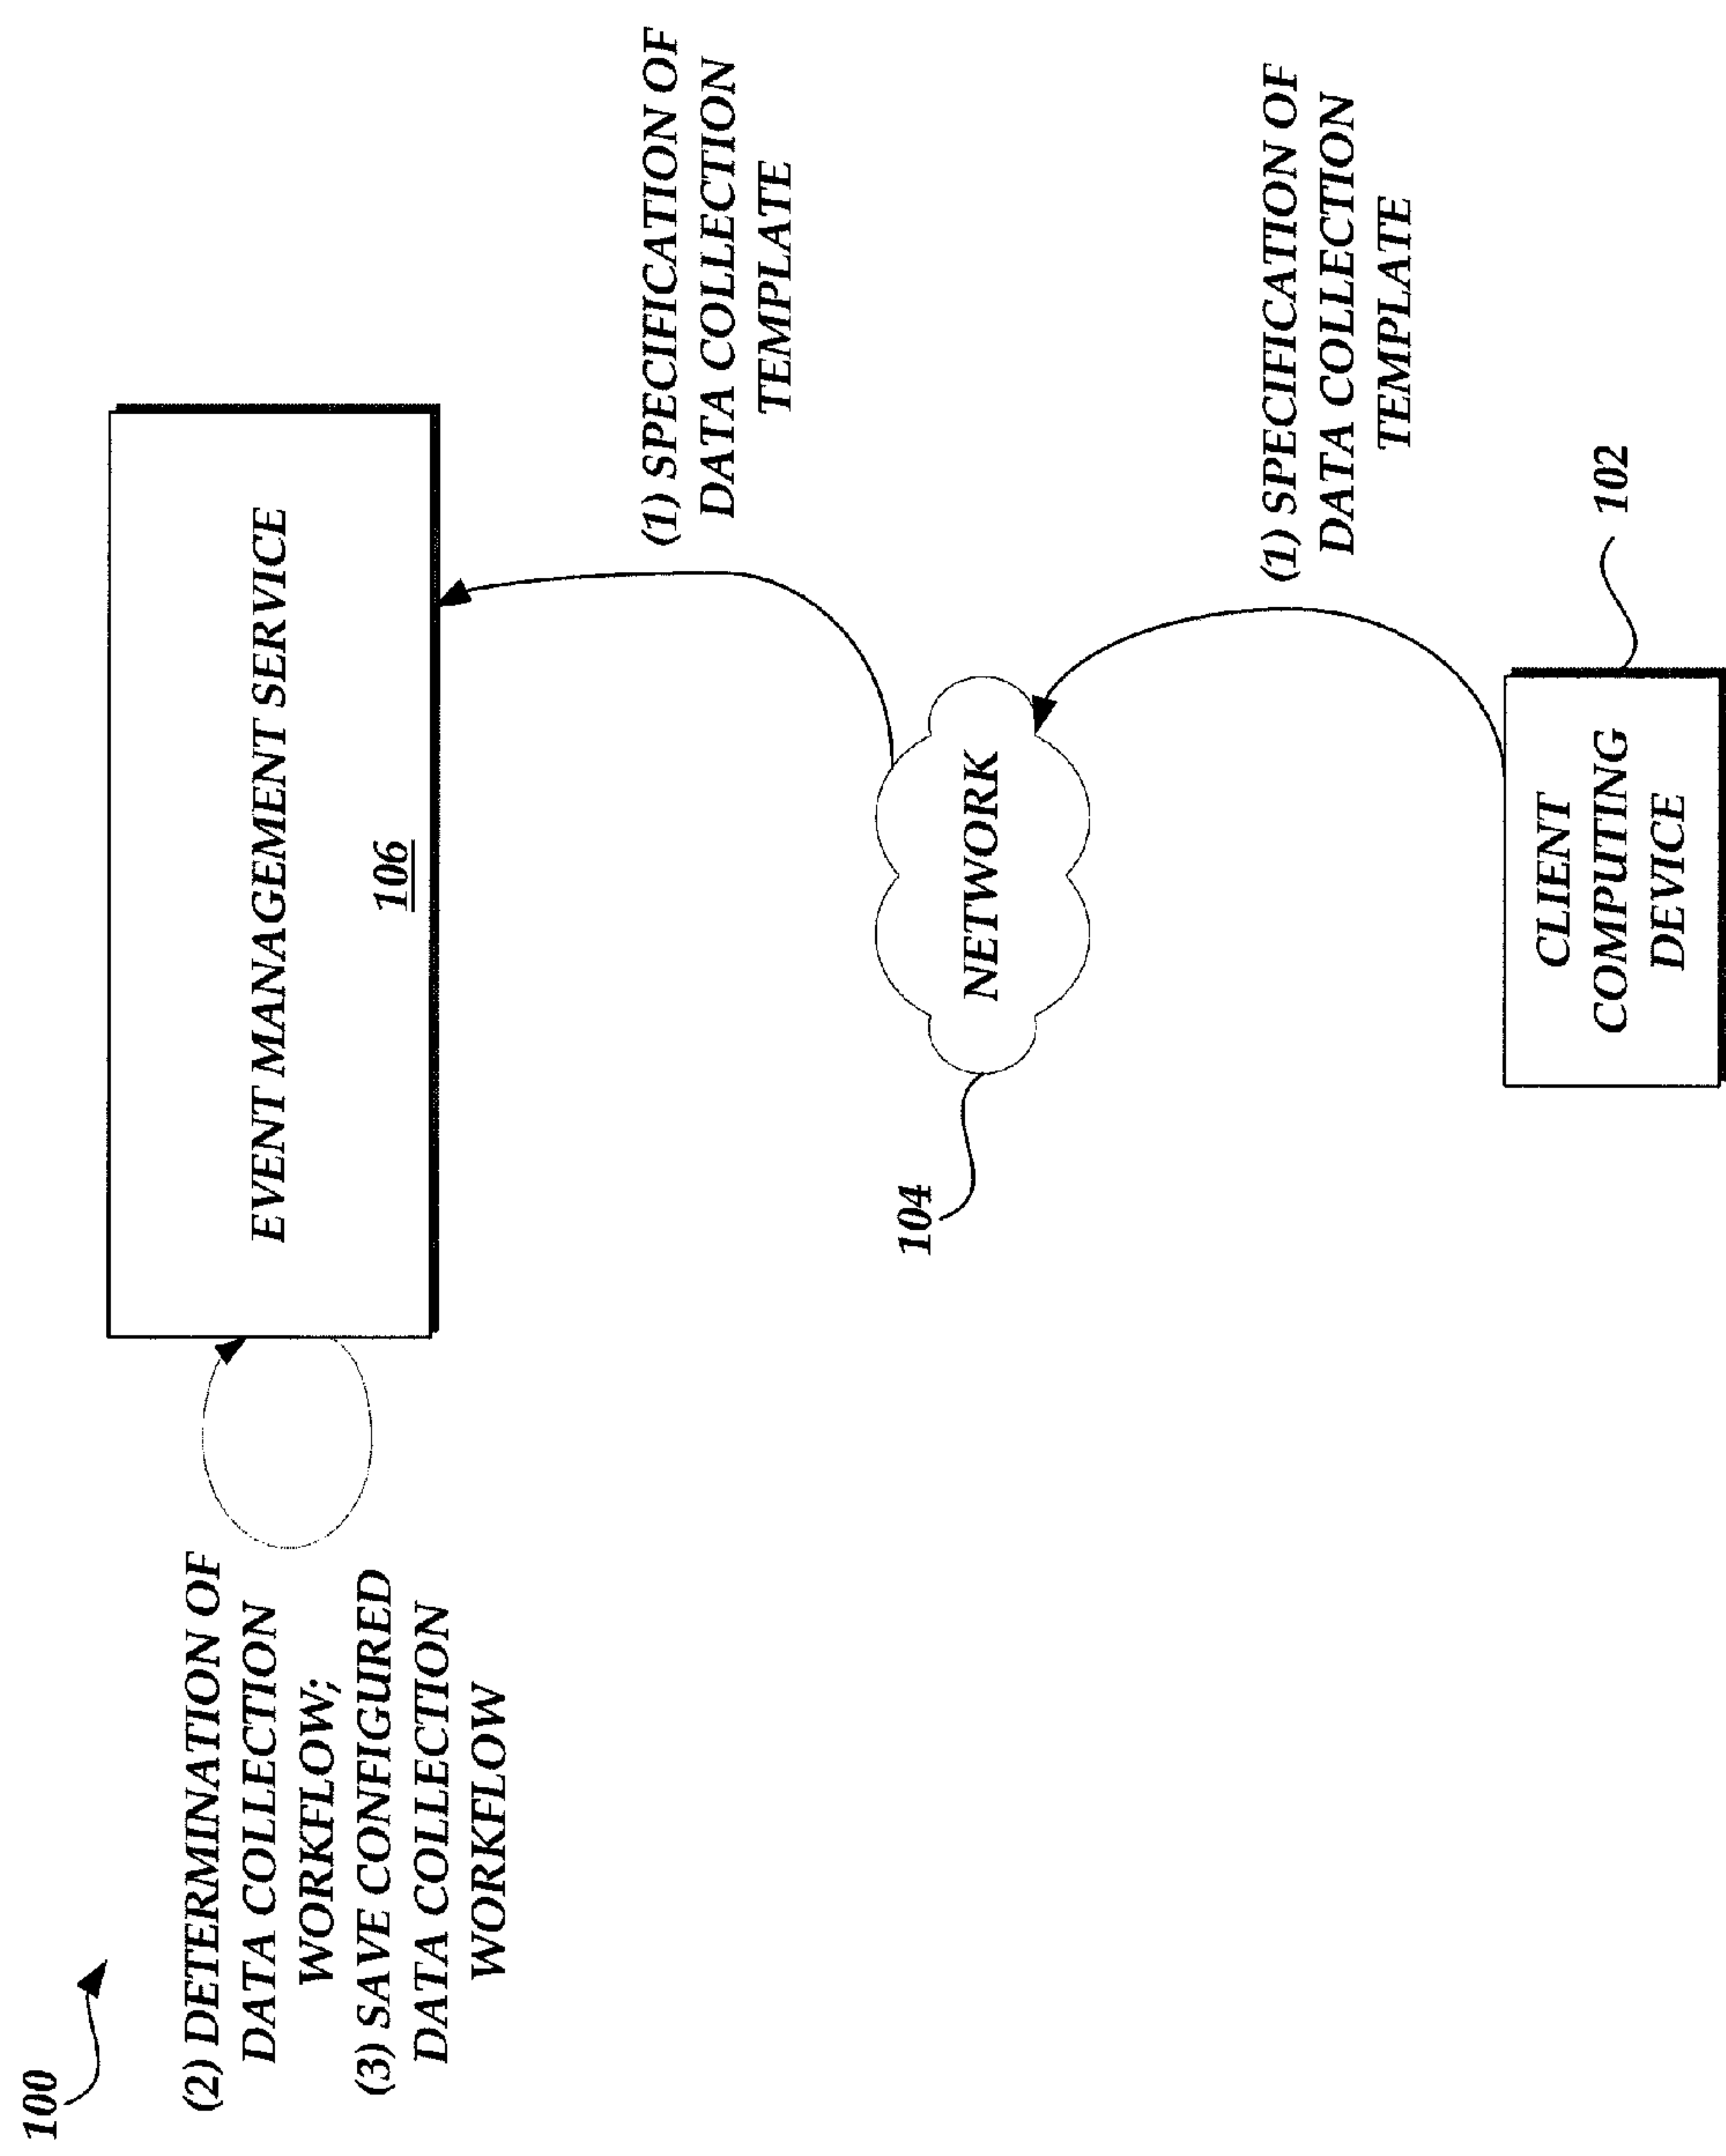 100
(2) DETERMINATION OF
DATA COLLECTION
WORKFLOW;
(3) SAVE CONFIGURED
DATA COLLECTION
WORKFLOW
EVENT MANAGEMENT SERVICE
106
(1) SPECIFICATION OF
DATA COLLECTION
TEMPLATE
104
NETWORK
(1) SPECIFICATION OF
DATA COLLECTION
TEMPLATE
CLIENT
COMPUTING
DEVICE
102